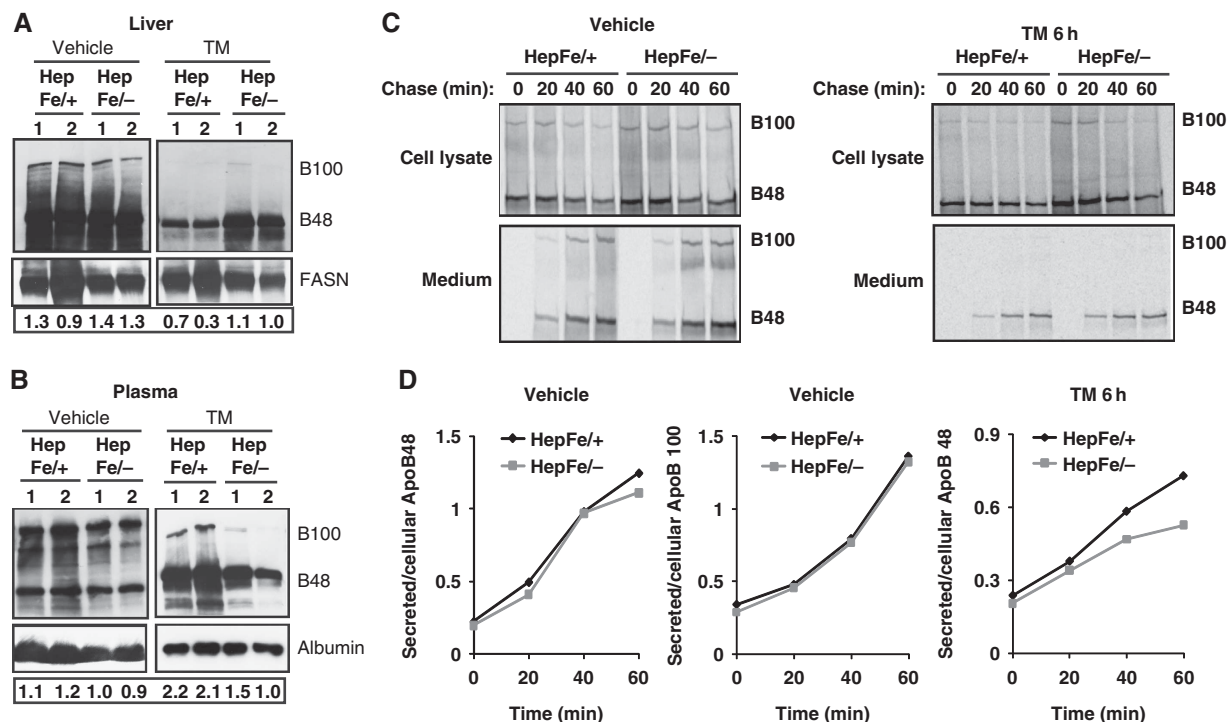 A
Liver
Vehicle TM
Hep Hep Hep Hep
Fe/+ Fe/– Fe/+ Fe/–
1 2 1 2 1 2 1 2
B100
B48
FASN
1.3 0.9 1.4 1.3 0.7 0.3 1.1 1.0
B
Plasma
Vehicle TM
Hep Hep Hep Hep
Fe/+ Fe/– Fe/+ Fe/–
1 2 1 2 1 2 1 2
B100
B48
Albumin
1.1 1.2 1.0 0.9 2.2 2.1 1.5 1.0
C
Vehicle
HepFe/+ HepFe/–
Chase (min): 0 20 40 60 0 20 40 60
B100
Cell lysate
B48
B100
Medium
B48
TM 6 h
HepFe/+ HepFe/–
Chase (min): 0 20 40 60 0 20 40 60
B100
Cell lysate
B48
B100
Medium
B48
D
Vehicle
Secreted/cellular ApoB48
1.5
1
0.5
0
HepFe/+
HepFe/–
0 20 40 60
Time (min)
Vehicle
Secreted/cellular ApoB 100
1.5
1
0.5
0
HepFe/+
HepFe/–
0 20 40 60
Time (min)
TM 6 h
Secreted/cellular ApoB 48
0.9
0.6
0.3
0
HepFe/+
HepFe/–
0 20 40 60
Time (min)